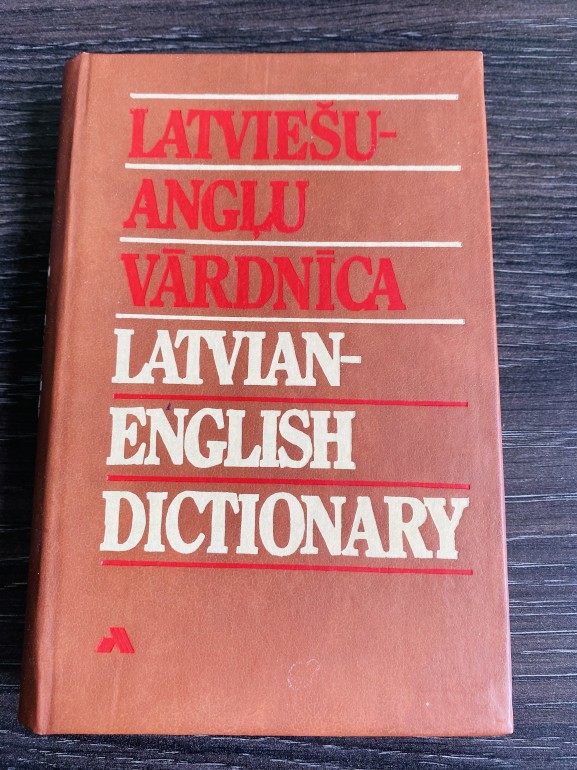 LATVIEŠU-
ANGĻU
VĀRDNĪCA
LATVIAN-
ENGLISH
DICTIONARY